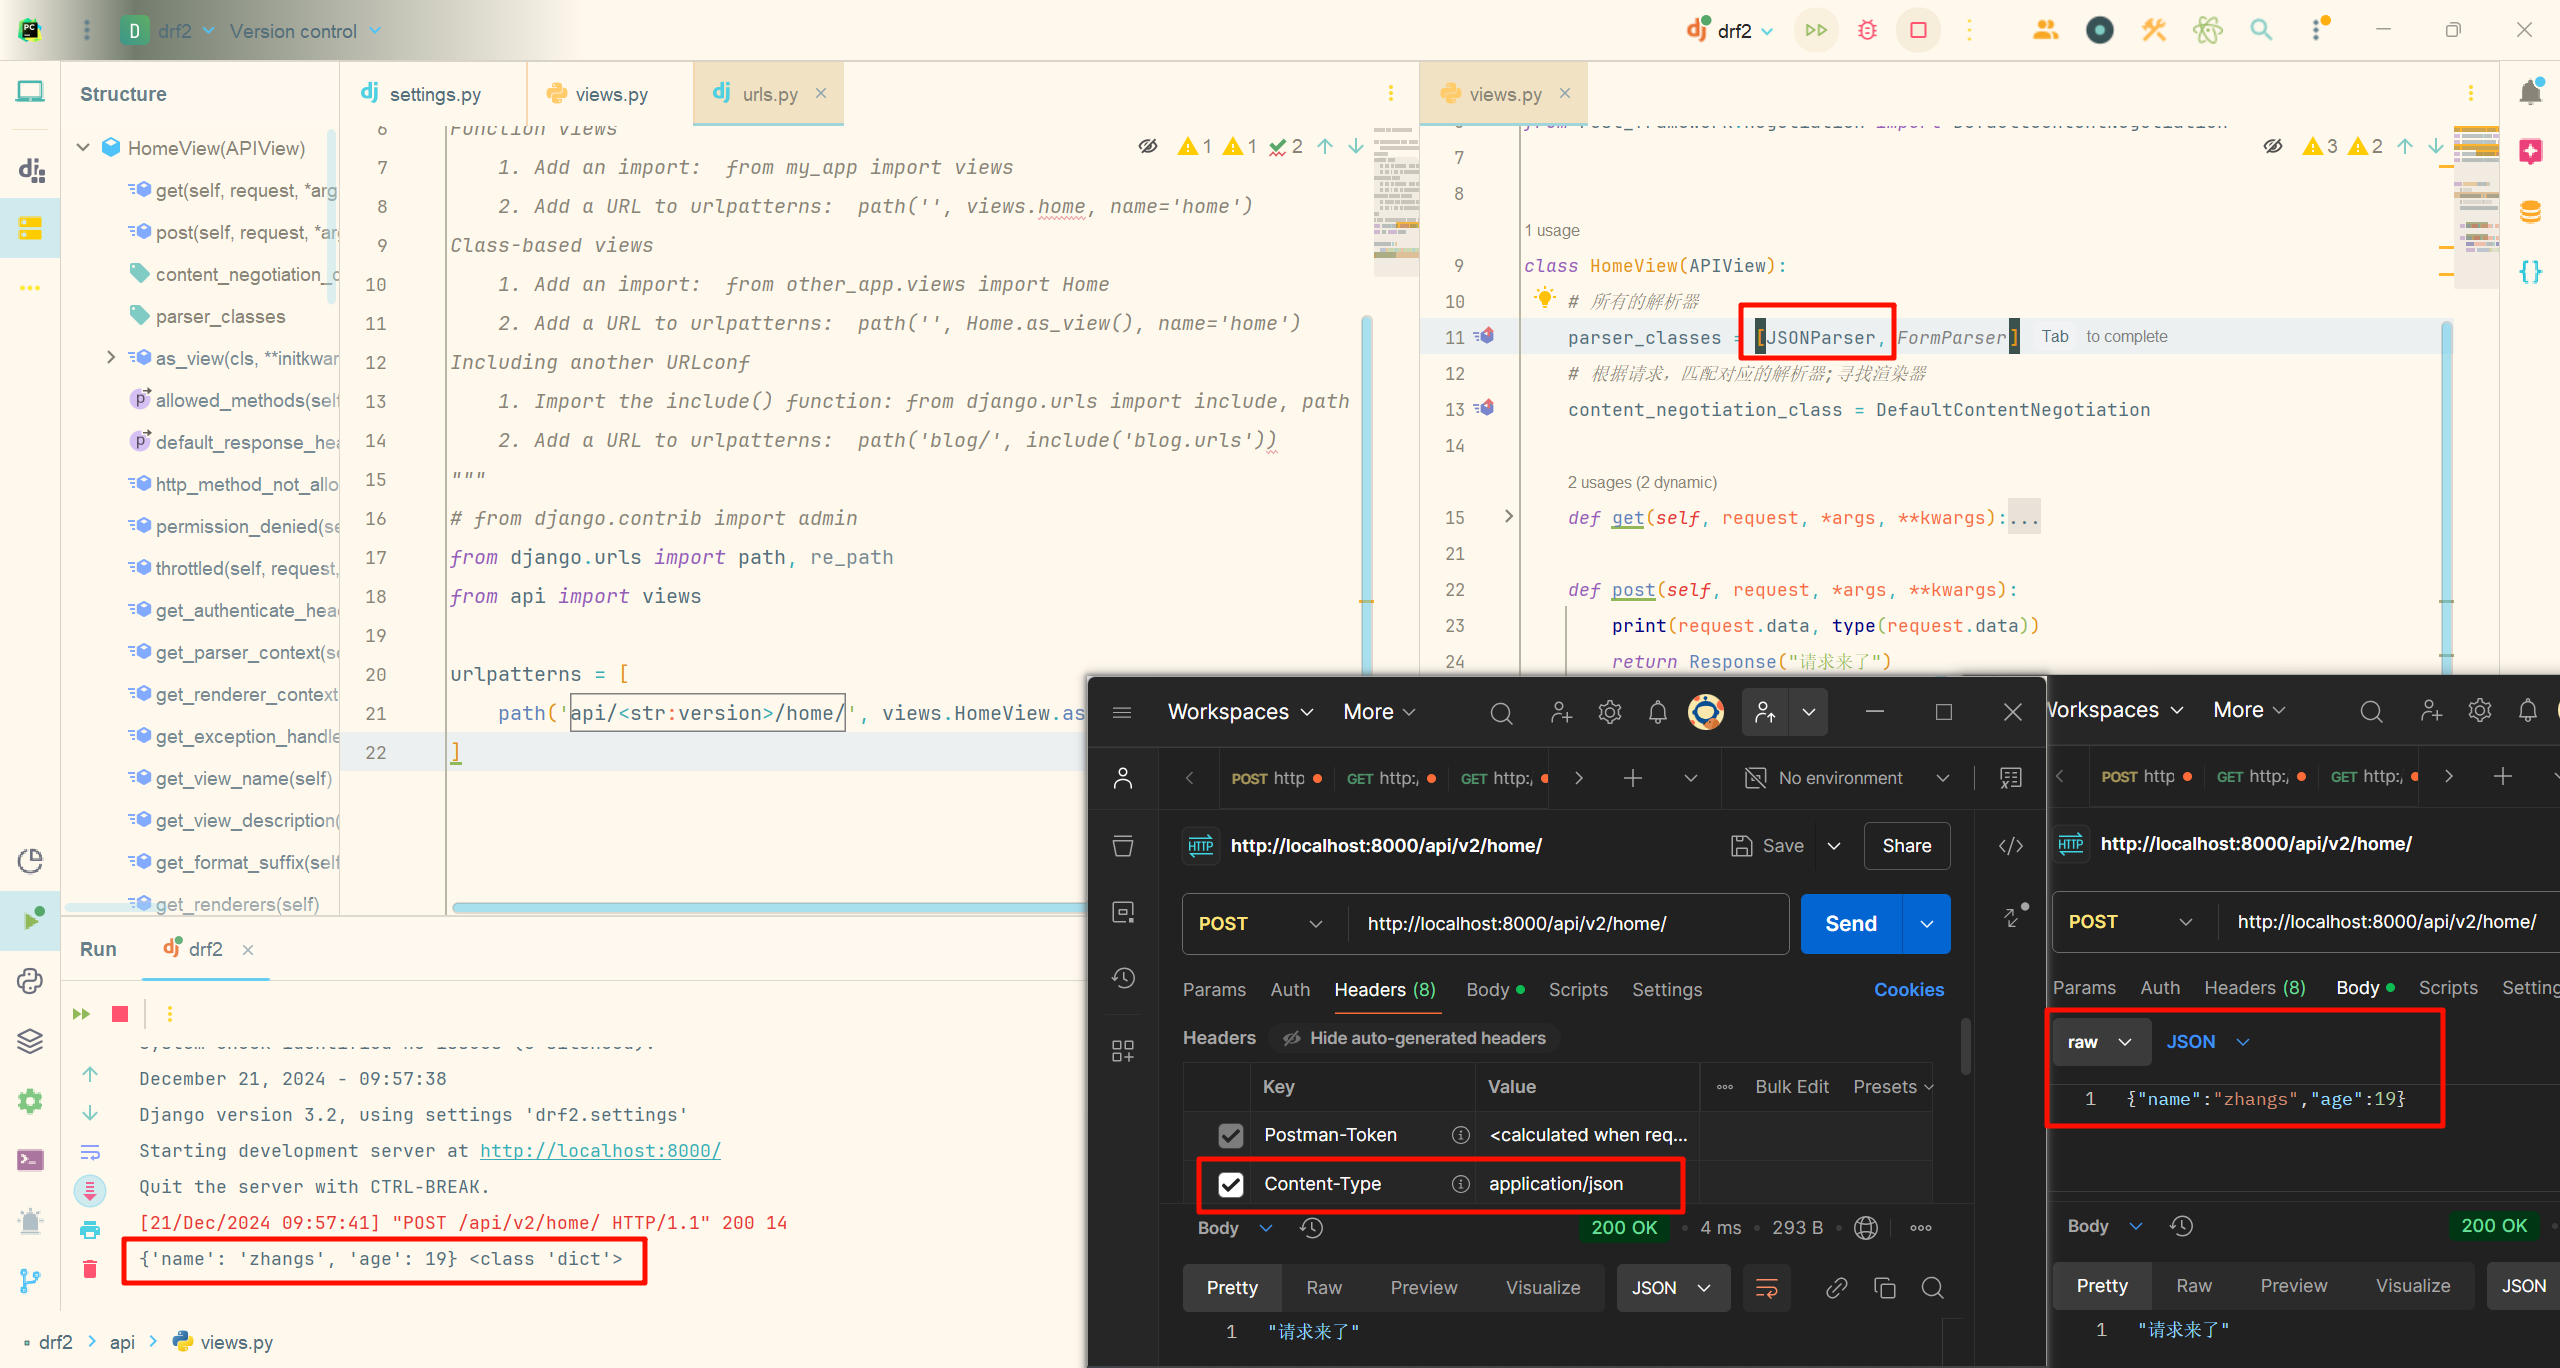 D drf2 Version control
drf2
Structure
HomeView(APIView)
get(self, request, *arg
post(self, request, *ar
content_negotiation_c
parser_classes
as_view(cls, **initkwar
allowed_methods(self
default_response_hea
http_method_not_allo
permission_denied(se
throttled(self, request,
get_authenticate_hea
get_parser_context(se
get_renderer_context
get_exception_handle
get_view_name(self)
get_view_description(
get_format_suffix(self
get_renderers(self)
settings.py views.py urls.py
1 1 2
6 Function views
7 1. Add an import: from my_app import views
8 2. Add a URL to urlpatterns: path('', views.home, name='home')
9 Class-based views
10 1. Add an import: from other_app.views import Home
11 2. Add a URL to urlpatterns: path('', Home.as_view(), name='home')
12 Including another URLconf
13 1. Import the include() function: from django.urls import include, path
14 2. Add a URL to urlpatterns: path('blog/', include('blog.urls'))
15 """
16 # from django.contrib import admin
17 from django.urls import path, re_path
18 from api import views
19
20 urlpatterns = [
21 path('api/<str:version>/home/', views.HomeView.as
22 ]
views.py
from rest_framework.negotiation import DefaultContentNegotiation
3 2
7
8
1 usage
9 class HomeView(APIView):
10 # 所有的解析器
11 parser_classes = [JSONParser, FormParser] Tab to complete
12 # 根据请求，匹配对应的解析器;寻找渲染器
13 content_negotiation_class = DefaultContentNegotiation
14
2 usages (2 dynamic)
15 def get(self, request, *args, **kwargs):...
21
22 def post(self, request, *args, **kwargs):
23 print(request.data, type(request.data))
24 return Response("请求来了")
Run drf2
System check identified no issues (0 silenced).
December 21, 2024 - 09:57:38
Django version 3.2, using settings 'drf2.settings'
Starting development server at http://localhost:8000/
Quit the server with CTRL-BREAK.
[21/Dec/2024 09:57:41] "POST /api/v2/home/ HTTP/1.1" 200 14
{'name': 'zhangs', 'age': 19} <class 'dict'>
drf2 api views.py
Workspaces More
POST http GET http:/ GET http:/ No environment
HTTP http://localhost:8000/api/v2/home/ Save Share
POST http://localhost:8000/api/v2/home/ Send
Params Auth Headers (8) Body Scripts Settings Cookies
Headers Hide auto-generated headers
Key Value Bulk Edit Presets
Postman-Token <calculated when req...
Content-Type application/json
Body 200 OK 4 ms 293 B
Pretty Raw Preview Visualize JSON
1 "请求来了"
Workspaces More
POST http GET http:/ GET http:/
HTTP http://localhost:8000/api/v2/home/
POST http://localhost:8000/api/v2/home/
Params Auth Headers (8) Body Scripts Setting
raw JSON
1 {"name":"zhangs","age":19}
Body 200 OK
Pretty Raw Preview Visualize JSON
1 "请求来了"